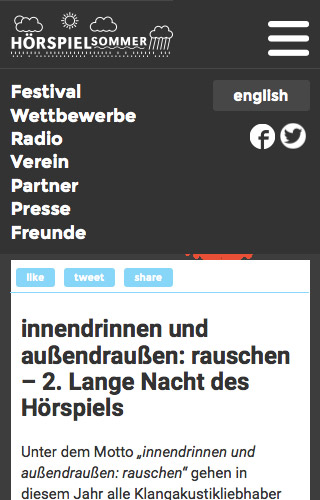 HÖRSPIELSOMMER
Festival
english
Wettbewerbe
Radio
Verein
Partner
Presse
Freunde
like
tweet
share
innendrinnen und
außendraußen: rauschen
– 2. Lange Nacht des
Hörspiels
Unter dem Motto „innendrinnen und
außendraußen: rauschen“ gehen in
diesem Jahr alle Klangakustikliebhaber